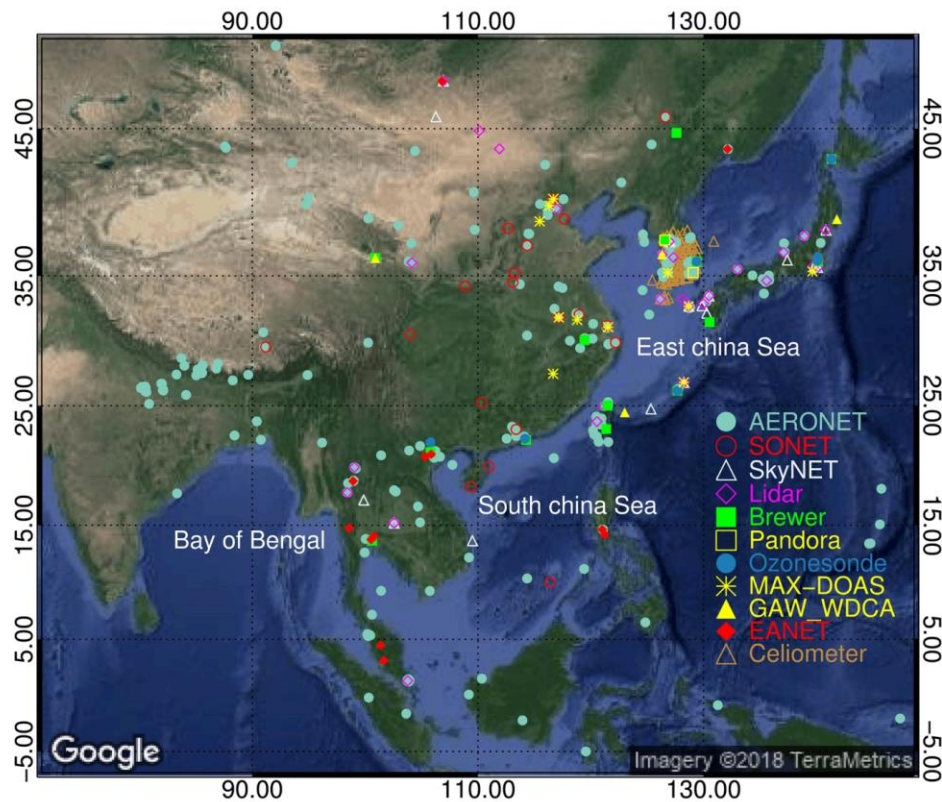 90.00 110.00 130.00
45.00 45.00
35.00 35.00
East china Sea
25.00 25.00
AERONET
SONET
SkyNET
Lidar
South china Sea
Brewer
15.00 15.00
Bay of Bengal
Pandora
Ozonesonde
MAX-DOAS
GAW_WDCA
EANET
5.00 5.00
Celiometer
Google
Imagery ©2018 TerraMetrics
-5.00 -5.00
90.00 110.00 130.00